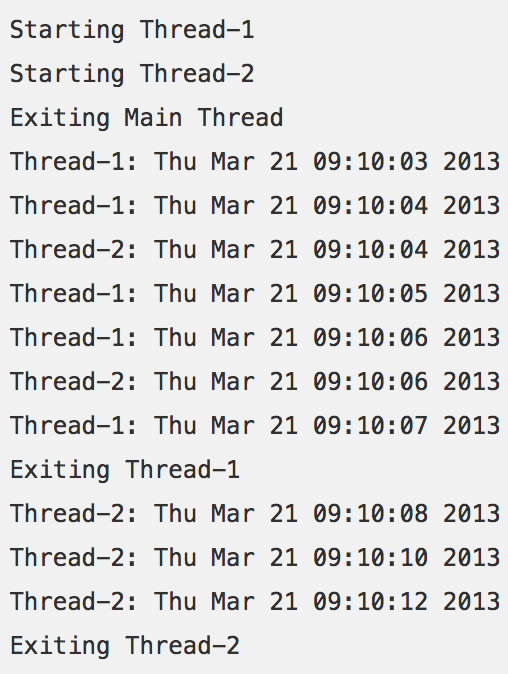 Starting Thread-1
Starting Thread-2
Exiting Main Thread
Thread-1: Thu Mar 21 09:10:03 2013
Thread-1: Thu Mar 21 09:10:04 2013
Thread-2: Thu Mar 21 09:10:04 2013
Thread-1: Thu Mar 21 09:10:05 2013
Thread-1: Thu Mar 21 09:10:06 2013
Thread-2: Thu Mar 21 09:10:06 2013
Thread-1: Thu Mar 21 09:10:07 2013
Exiting Thread-1
Thread-2: Thu Mar 21 09:10:08 2013
Thread-2: Thu Mar 21 09:10:10 2013
Thread-2: Thu Mar 21 09:10:12 2013
Exiting Thread-2